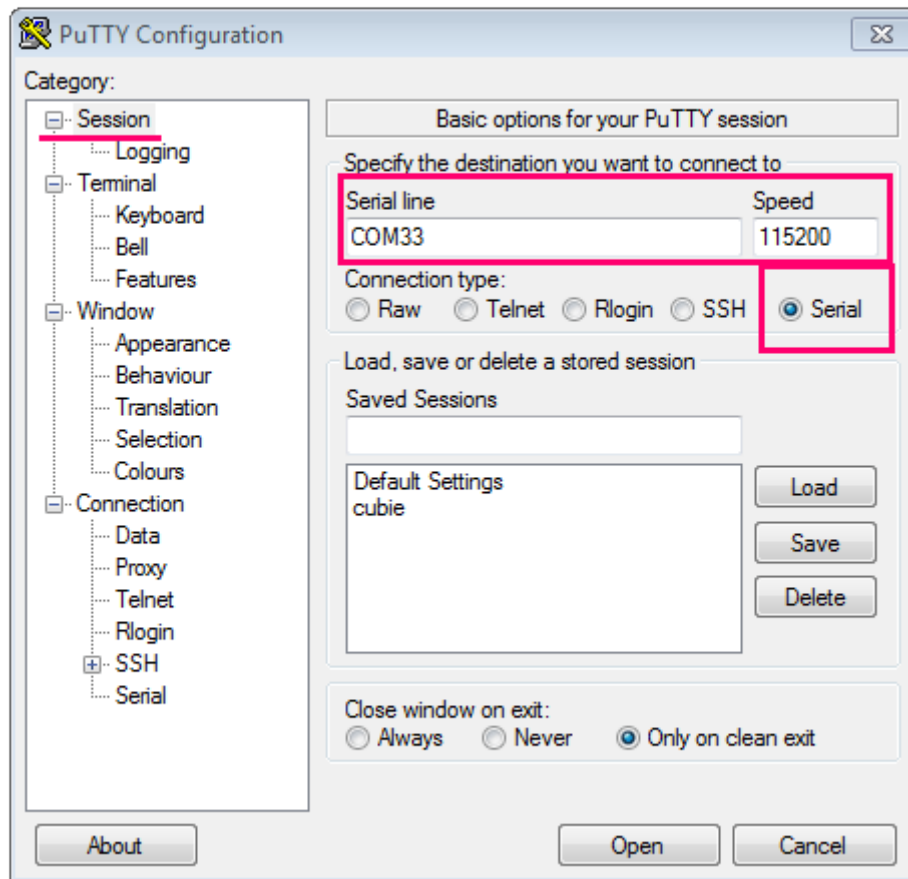 PuTTY Configuration
Category:
Session
Logging
Terminal
Keyboard
Bell
Features
Window
Appearance
Behaviour
Translation
Selection
Colours
Connection
Data
Proxy
Telnet
Rlogin
SSH
Serial
Basic options for your PuTTY session
Specify the destination you want to connect to
Serial line Speed
COM33 115200
Connection type:
Raw Telnet Rlogin SSH Serial
Load, save or delete a stored session
Saved Sessions
Default Settings
cubie
Load
Save
Delete
Close window on exit:
Always Never Only on clean exit
About Open Cancel